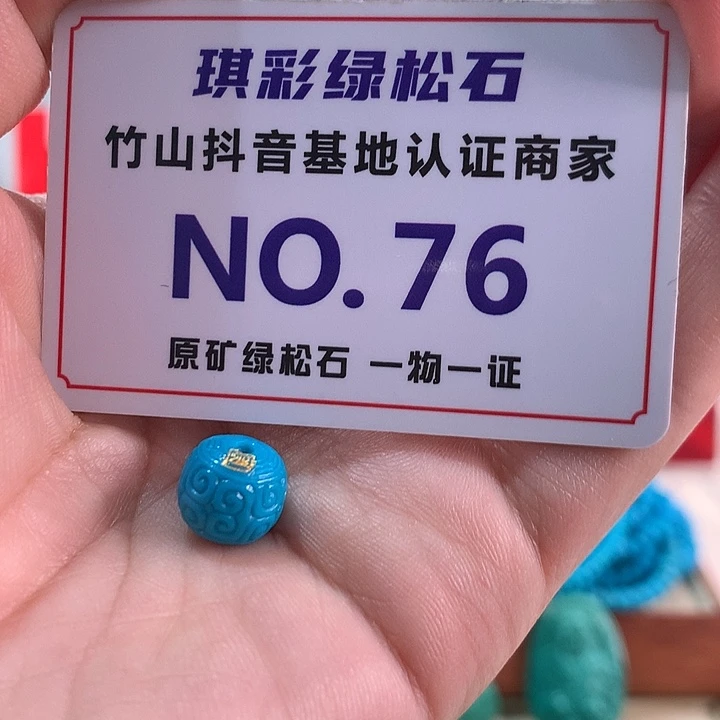 琪彩绿松石
竹山抖音基地认证商家
NO. 76
原矿绿松石 一物一证